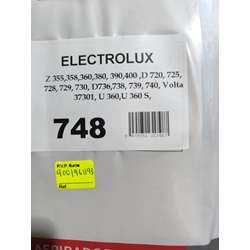 ELECTROLUX
Z 355,358,360,380, 390,400 ,D 720, 725,
728, 729, 730, D736,738, 739, 740, Volta
37301, U 360,U 360 S,
748
P.V.P. Euros
Ref.